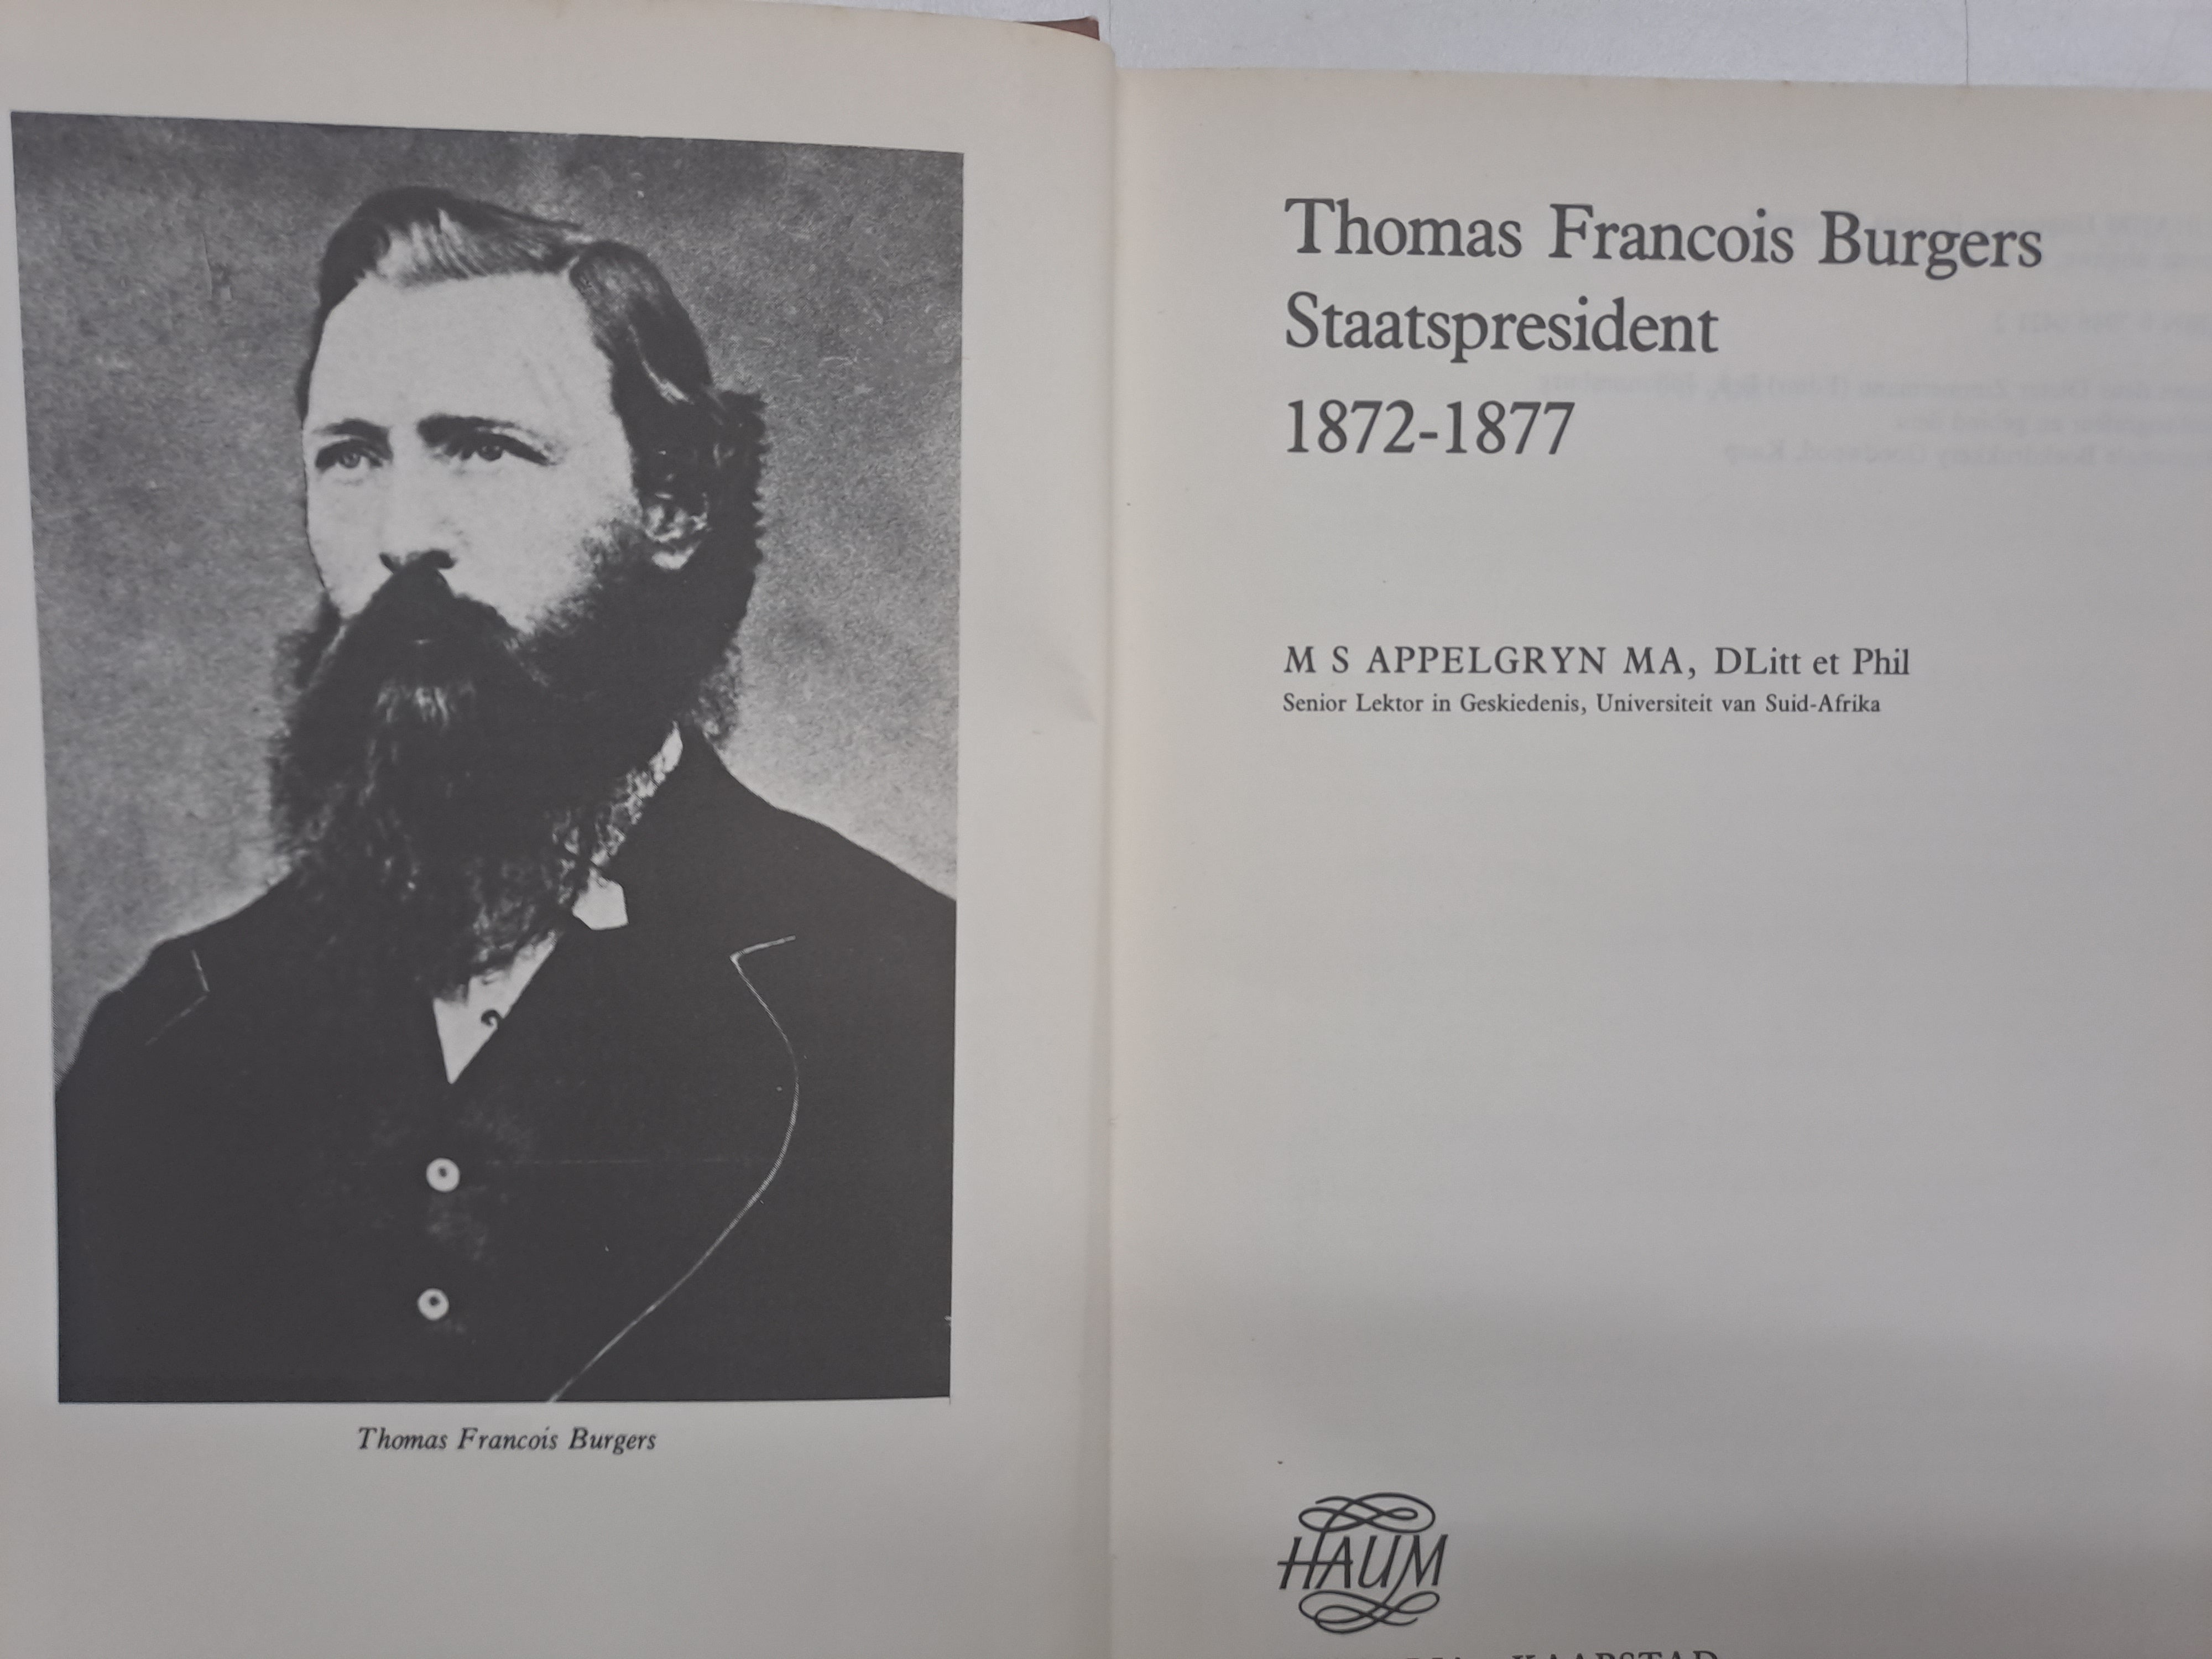 Thomas Francois Burgers
Thomas Francois Burgers
Staatspresident
1872-1877
M S APPELGRYN MA, DLitt et Phil
Senior Lektor in Geskiedenis, Universiteit van Suid-Afrika
HAUM
KAAPSTAD